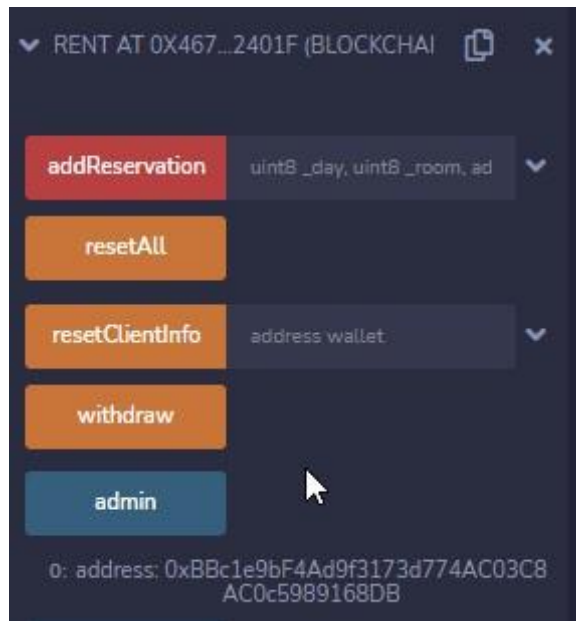 RENT AT 0X467...2401F (BLOCKCHAI
addReservation uint8 _day, uint8 _room, ad
resetAll
resetClientInfo address wallet
withdraw
admin
0: address: 0xBBc1e9bF4Ad9f3173d774AC03C8
AC0c5989168DB